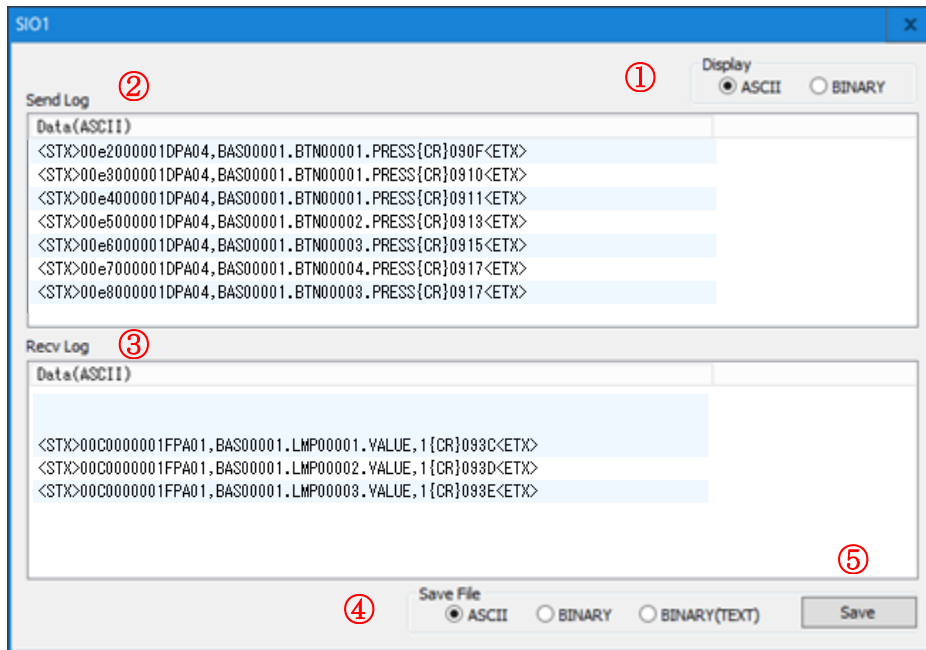 SIO1
①
Display
ASCII BINARY
②
Send Log
Data(ASCII)
<STX>00e2000001DPA04,BAS00001.BTN00001.PRESS{CR}090F<ETX>
<STX>00e3000001DPA04,BAS00001.BTN00001.PRESS{CR}0910<ETX>
<STX>00e4000001DPA04,BAS00001.BTN00001.PRESS{CR}0911<ETX>
<STX>00e5000001DPA04,BAS00001.BTN00002.PRESS{CR}0913<ETX>
<STX>00e6000001DPA04,BAS00001.BTN00003.PRESS{CR}0915<ETX>
<STX>00e7000001DPA04,BAS00001.BTN00004.PRESS{CR}0917<ETX>
<STX>00e8000001DPA04,BAS00001.BTN00003.PRESS{CR}0917<ETX>
Recv Log ③
Data(ASCII)
<STX>00C0000001FPA01,BAS00001.LMP00001.VALUE,1{CR}093C<ETX>
<STX>00C0000001FPA01,BAS00001.LMP00002.VALUE,1{CR}093D<ETX>
<STX>00C0000001FPA01,BAS00001.LMP00003.VALUE,1{CR}093E<ETX>
⑤
④
Save File
ASCII BINARY BINARY(TEXT) Save